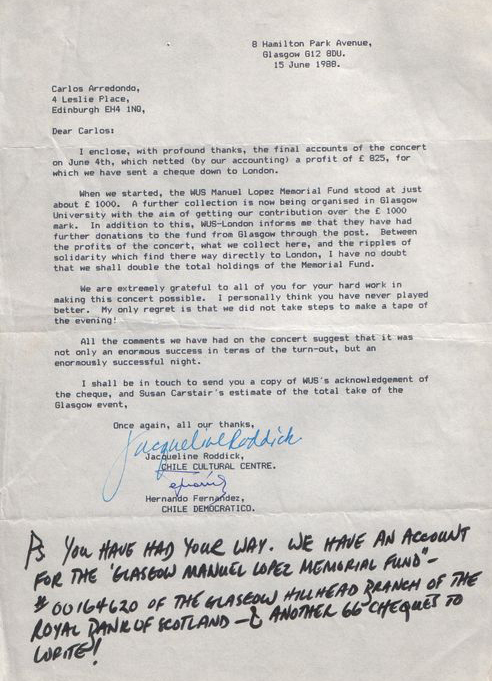 8 Hamilton Park Avenue,
Glasgow G12 8DU.
15 June 1988.
Carlos Arredondo,
4 Leslie Place,
Edinburgh EH4 1NQ,
Dear Carlos:
I enclose, with profound thanks, the final accounts of the concert
on June 4th, which netted (by our accounting) a profit of £ 825, for
which we have sent a cheque down to London.
When we started, the WUS Manuel Lopez Memorial Fund stood at just
about £ 1000. A further collection is now being organised in Glasgow
University with the aim of getting our contribution over the £ 1000
mark. In addition to this, WUS-London informs me that they have had
further donations to the fund from Glasgow through the post. Between
the profits of the concert, what we collect here, and the ripples of
solidarity which find there way directly to London, I have no doubt
that we shall double the total holdings of the Memorial Fund.
We are extremely grateful to all of you for your hard work in
making this concert possible. I personally think you have never played
better. My only regret is that we did not take steps to make a tape of
the evening!
All the comments we have had on the concert suggest that it was
not only an enormous success in terms of the turn-out, but an
enormously successful night.
I shall be in touch to send you a copy of WUS's acknowledgement of
the cheque, and Susan Carstair's estimate of the total take of the
Glasgow event,
Once again, all our thanks,
Jacqueline Roddick
Jacqueline Roddick,
CHILE CULTURAL CENTRE.
Hernando Fernandez,
CHILE DEMOCRATICO.
PS YOU HAVE HAD YOUR WAY. WE HAVE AN ACCOUNT
FOR THE "GLASGOW MANUEL LOPEZ MEMORIAL FUND" –
# 00164620 OF THE GLASGOW HILLHEAD BRANCH OF THE
ROYAL BANK OF SCOTLAND – & ANOTHER 66 CHEQUES TO
WRITE!